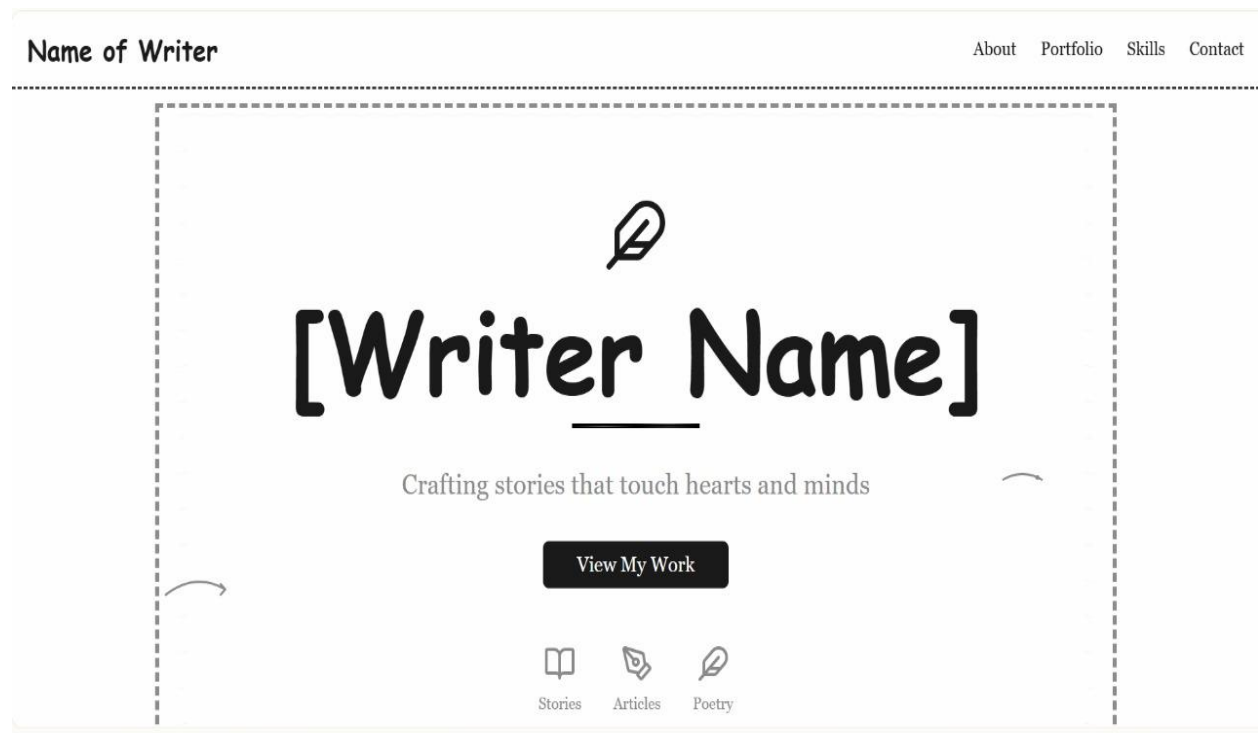 Name of Writer
About Portfolio Skills Contact
[Writer Name]
Crafting stories that touch hearts and minds
View My Work
Stories Articles Poetry